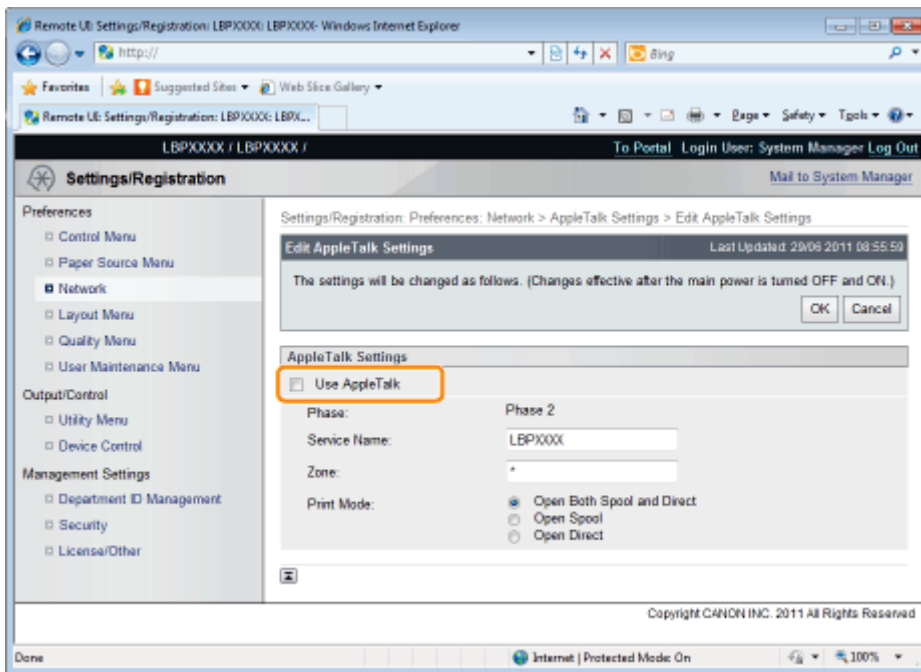 Remote UI: Settings/Registration: LBPXXXX: LBPXXXX- Windows Internet Explorer
http://
Bing
Favorites Suggested Sites Web Slice Gallery
Remote UI: Settings/Registration: LBPXXXX: LBPX... Page Safety Tools
LBPXXXX / LBPXXXX / To Portal Login User: System Manager Log Out
Settings/Registration Mail to System Manager
Preferences
Control Menu
Paper Source Menu
Network
Layout Menu
Quality Menu
User Maintenance Menu
Output/Control
Utility Menu
Device Control
Management Settings
Department ID Management
Security
License/Other
Settings/Registration: Preferences: Network > AppleTalk Settings > Edit AppleTalk Settings
Edit AppleTalk Settings Last Updated: 29/06 2011 08:55:59
The settings will be changed as follows. (Changes effective after the main power is turned OFF and ON.)
OK Cancel
AppleTalk Settings
Use AppleTalk
Phase: Phase 2
Service Name: LBPXXXX
Zone: *
Print Mode: Open Both Spool and Direct
Open Spool
Open Direct
Copyright CANON INC. 2011 All Rights Reserved
Done Internet | Protected Mode: On 100%